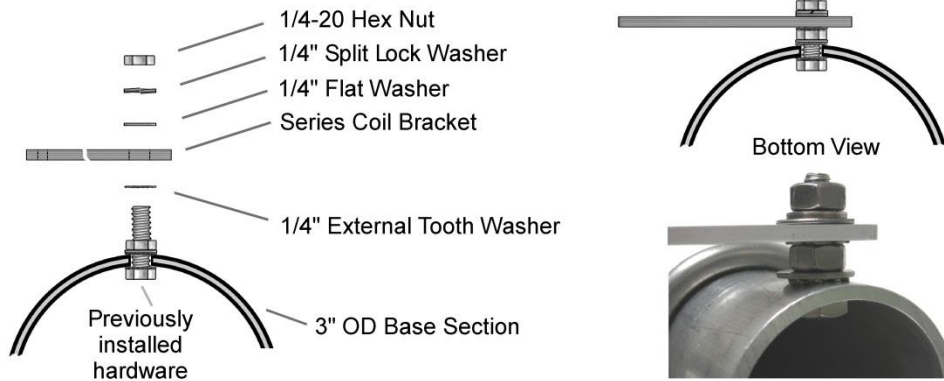 1/4-20 Hex Nut
1/4" Split Lock Washer
1/4" Flat Washer
Series Coil Bracket
1/4" External Tooth Washer
3" OD Base Section
Previously
installed
hardware
Bottom View